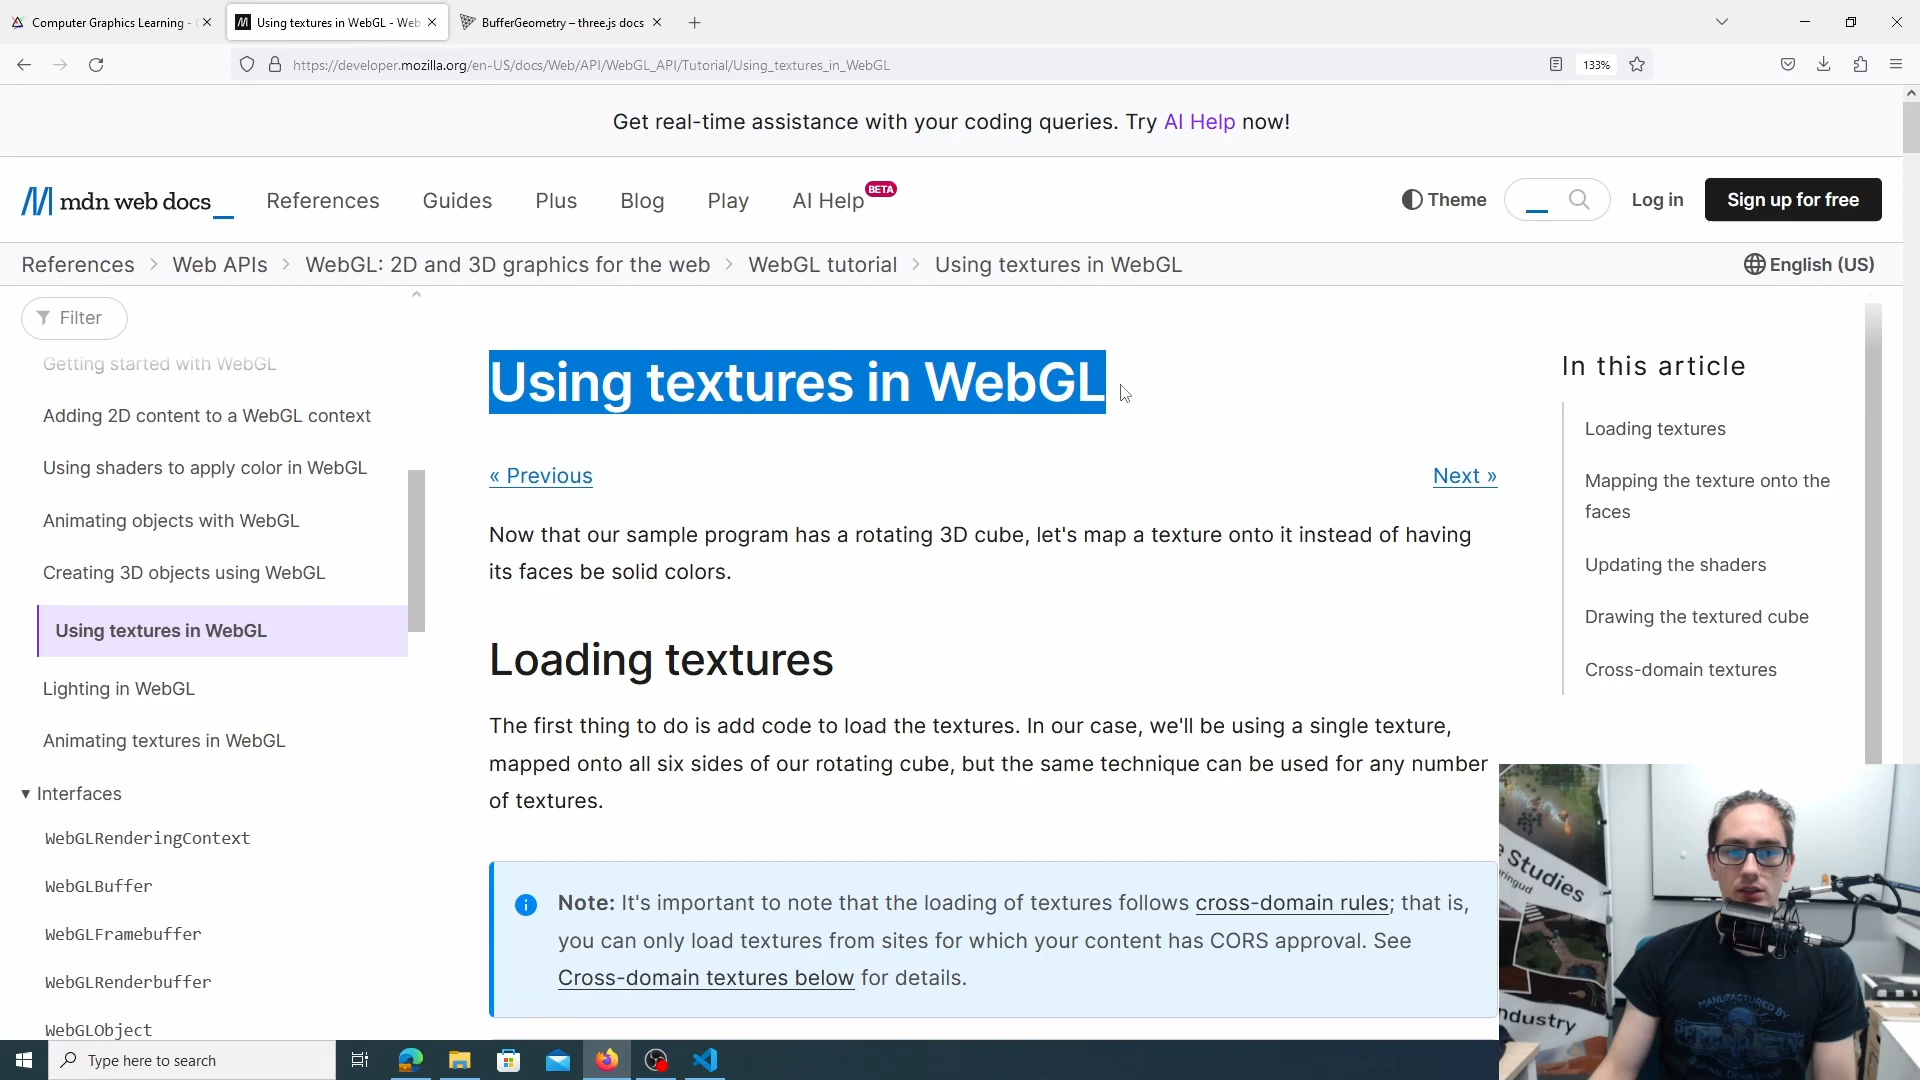 Computer Graphics Learning -
Using textures in WebGL - Web
BufferGeometry – three.js docs
https://developer.mozilla.org/en-US/docs/Web/API/WebGL_API/Tutorial/Using_textures_in_WebGL
133%
Get real-time assistance with your coding queries. Try AI Help now!
mdn web docs_
References
Guides
Plus
Blog
Play
AI Help
BETA
Theme
Log in
Sign up for free
References
Web APIs
WebGL: 2D and 3D graphics for the web
WebGL tutorial
Using textures in WebGL
English (US)
Filter
Getting started with WebGL
Adding 2D content to a WebGL context
Using shaders to apply color in WebGL
Animating objects with WebGL
Creating 3D objects using WebGL
Using textures in WebGL
Lighting in WebGL
Animating textures in WebGL
▾ Interfaces
WebGLRenderingContext
WebGLBuffer
WebGLFramebuffer
WebGLRenderbuffer
WebGLObject
Using textures in WebGL
« Previous
Next »
Now that our sample program has a rotating 3D cube, let's map a texture onto it instead of having
its faces be solid colors.
Loading textures
The first thing to do is add code to load the textures. In our case, we'll be using a single texture,
mapped onto all six sides of our rotating cube, but the same technique can be used for any number
of textures.
Note: It's important to note that the loading of textures follows cross-domain rules; that is,
you can only load textures from sites for which your content has CORS approval. See
Cross-domain textures below for details.
In this article
Loading textures
Mapping the texture onto the
faces
Updating the shaders
Drawing the textured cube
Cross-domain textures
e Studies
ndustry
MANUFACTURED BY
Type here to search